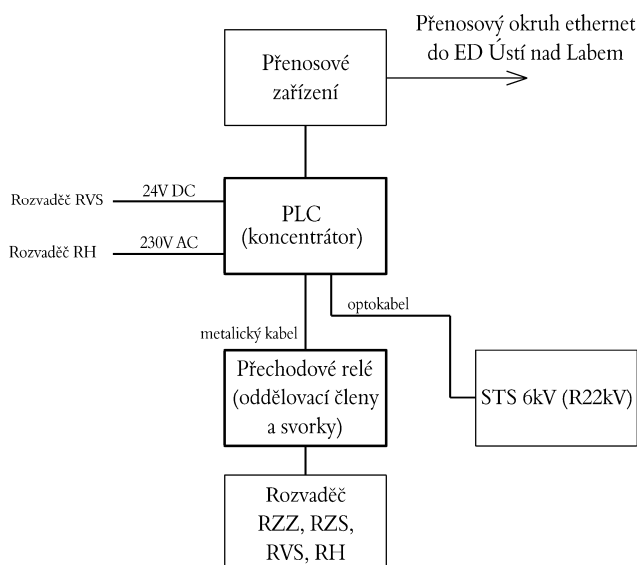 Přenosový okruh ethernet
do ED Ústí nad Labem
Přenosové
zařízení
Rozvaděč RVS
24V DC
PLC
(koncentrátor)
Rozvaděč RH
230V AC
optokabel
metalický kabel
Přechodové relé
(oddělovací členy
a svorky)
STS 6kV (R22kV)
Rozvaděč
RZZ, RZS,
RVS, RH